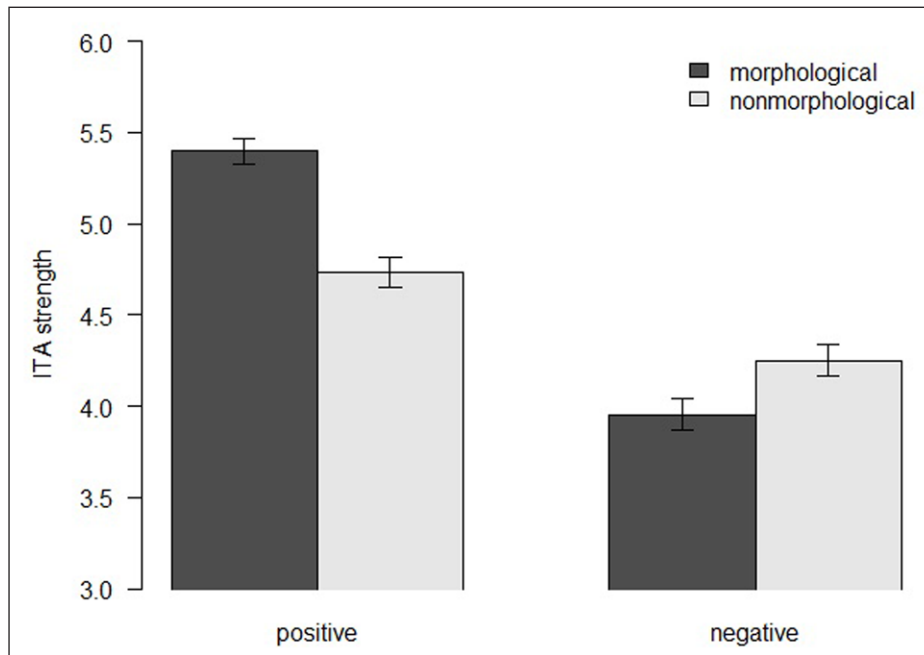 6.0
5.5
5.0
4.5
4.0
3.5
3.0
ITA strength
morphological
nonmorphological
positive
negative